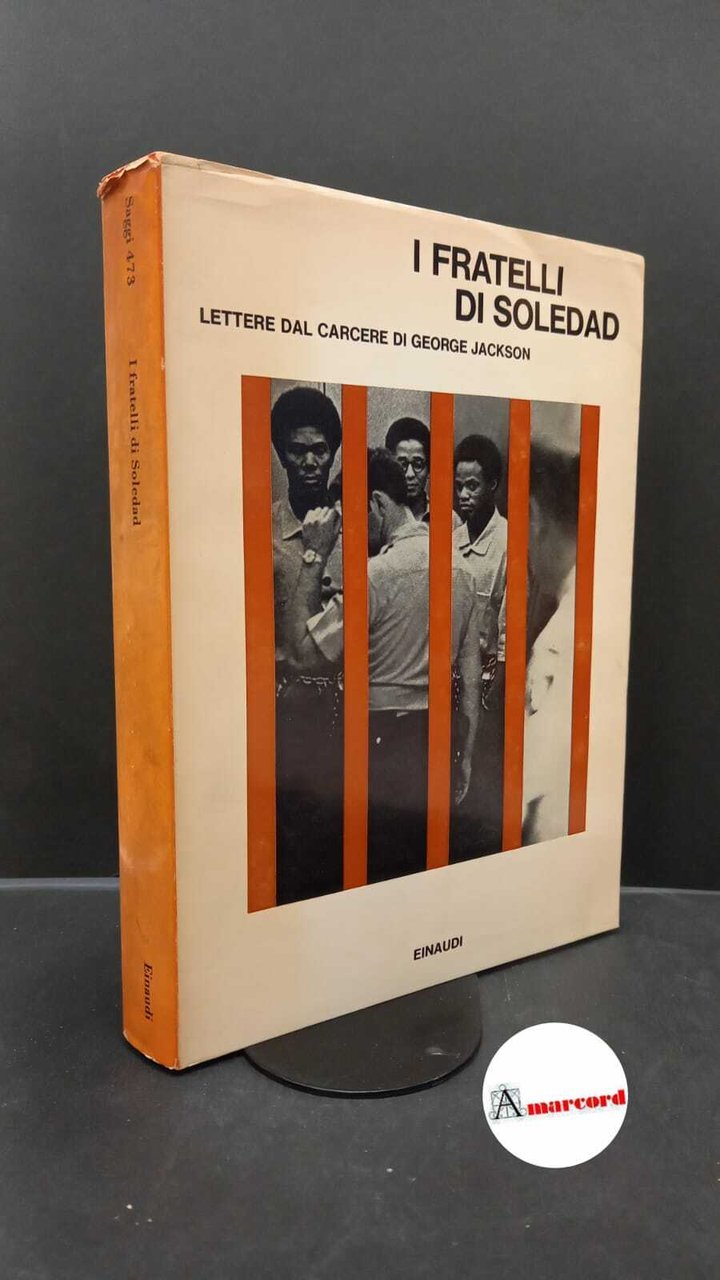 I FRATELLI
DI SOLEDAD
LETTERE DAL CARCERE DI GEORGE JACKSON
EINAUDI
Saggi 473
I fratelli di Soledad
Einaudi
Amarcord